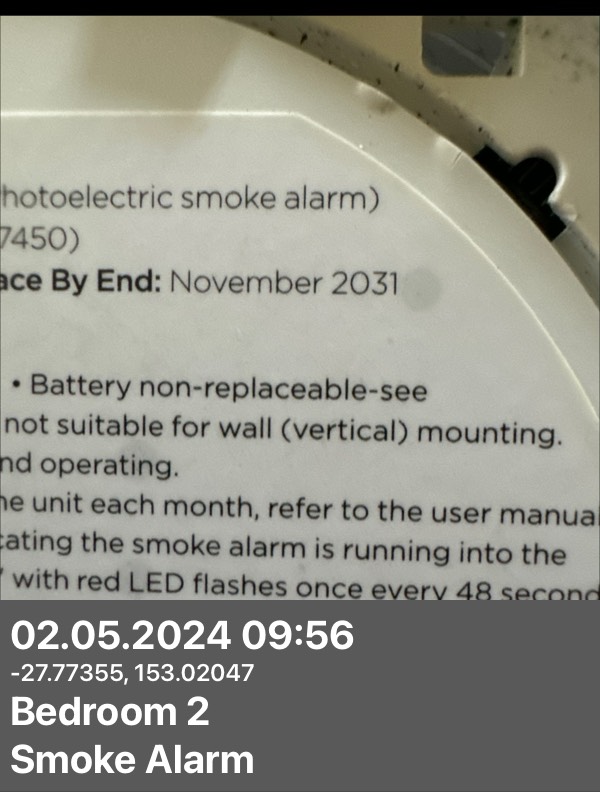 hotoelectric smoke alarm)
7450)
ace By End: November 2031
• Battery non-replaceable-see
not suitable for wall (vertical) mounting.
nd operating.
ne unit each month, refer to the user manual
cating the smoke alarm is running into the
with red LED flashes once every 48 second
02.05.2024 09:56
-27.77355, 153.02047
Bedroom 2
Smoke Alarm